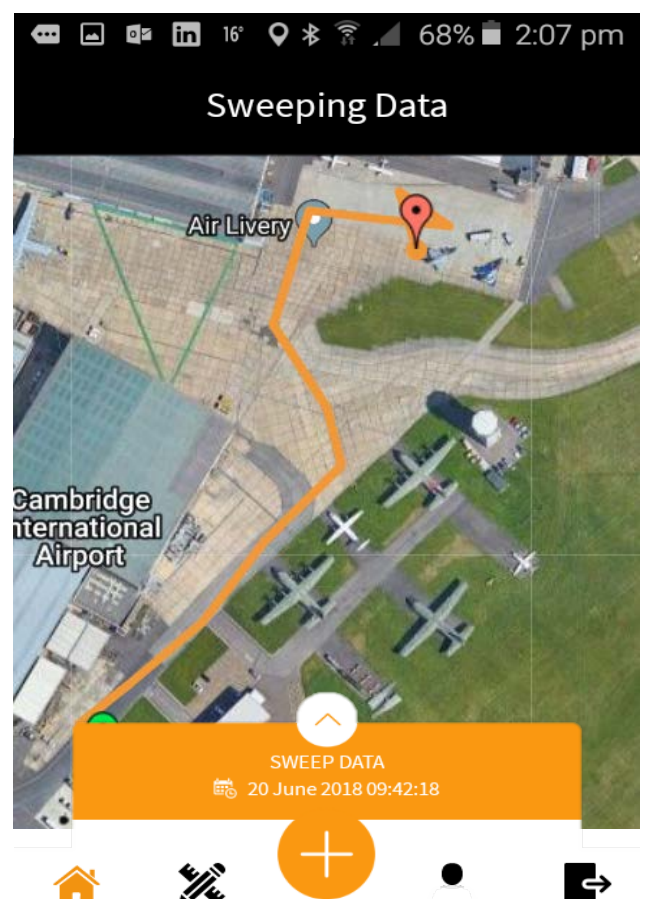 16° 68% 2:07 pm
Sweeping Data
Air Livery
Cambridge
nternational
Airport
SWEEP DATA
20 June 2018 09:42:18